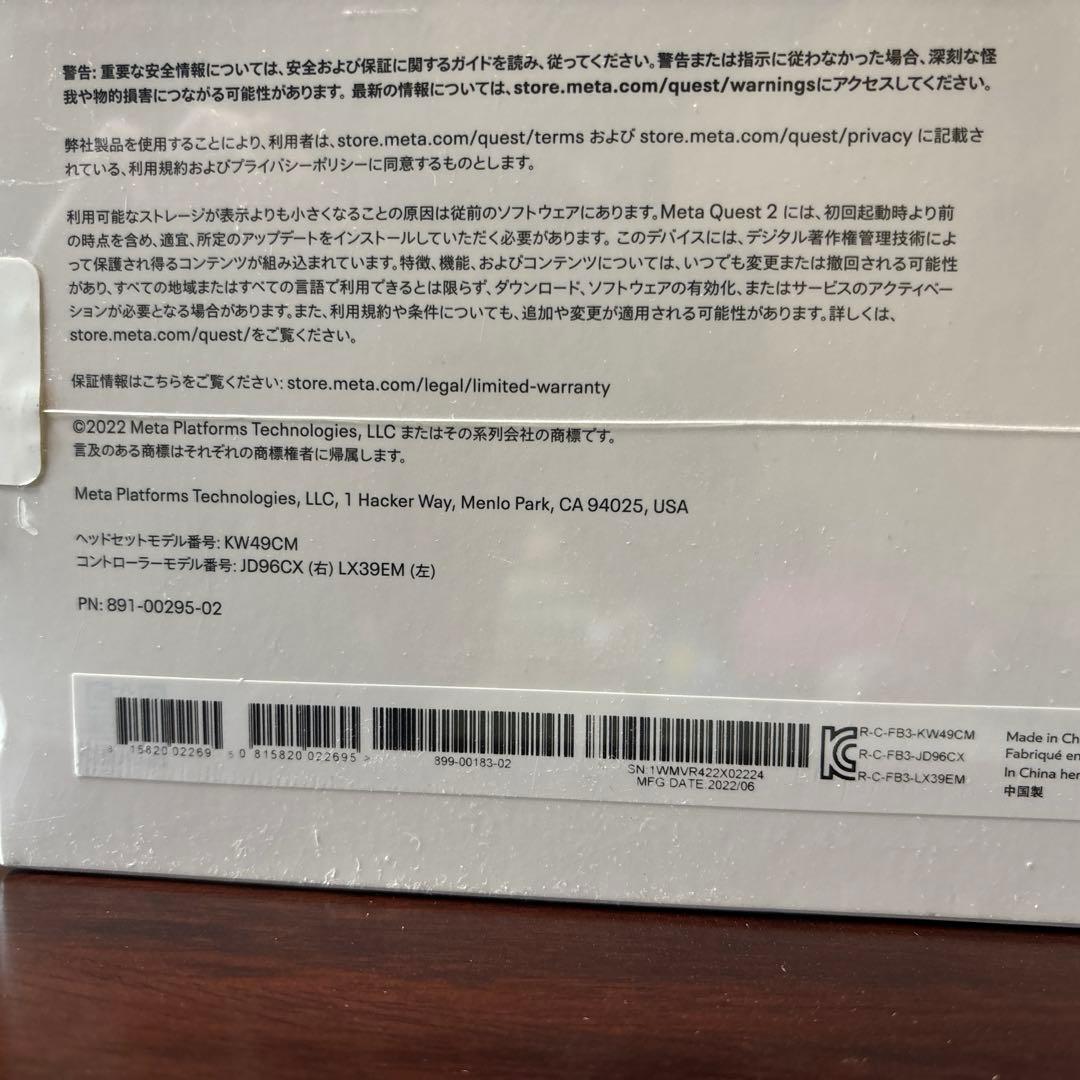 警告: 重要な安全情報については、安全および保証に関するガイドを読み、従ってください。警告または指示に従わなかった場合、深刻な怪
我や物的損害につながる可能性があります。 最新の情報については、store.meta.com/quest/warningsにアクセスしてください。
弊社製品を使用することにより、利用者は、store.meta.com/quest/terms および store.meta.com/quest/privacy に記載さ
れている、利用規約およびプライバシーポリシーに同意するものとします。
利用可能なストレージが表示よりも小さくなることの原因は従前のソフトウェアにあります。Meta Quest 2 には、初回起動時より前
の時点を含め、適宜、所定のアップデートをインストールしていただく必要があります。 このデバイスには、デジタル著作権管理技術によ
って保護され得るコンテンツが組み込まれています。特徴、機能、およびコンテンツについては、いつでも変更または撤回される可能性
があり、すべての地域またはすべての言語で利用できるとは限らず、ダウンロード、ソフトウェアの有効化、またはサービスのアクティベー
ションが必要となる場合があります。また、利用規約や条件についても、追加や変更が適用される可能性があります。詳しくは、
store.meta.com/quest/をご覧ください。
保証情報はこちらをご覧ください: store.meta.com/legal/limited-warranty
©2022 Meta Platforms Technologies, LLC またはその系列会社の商標です。
言及のある商標はそれぞれの商標権者に帰属します。
Meta Platforms Technologies, LLC, 1 Hacker Way, Menlo Park, CA 94025, USA
ヘッドセットモデル番号: KW49CM
コントローラーモデル番号: JD96CX (右) LX39EM (左)
PN: 891-00295-02
8 15820 02269 5
0 815820 022695 >
899-00183-02
SN:1WMVR422X02224
MFG DATE 2022/06
R-C-FB3-KW49CM
R-C-FB3-JD96CX
R-C-FB3-LX39EM
Made in Ch
Fabriqué en
In China her
中国製